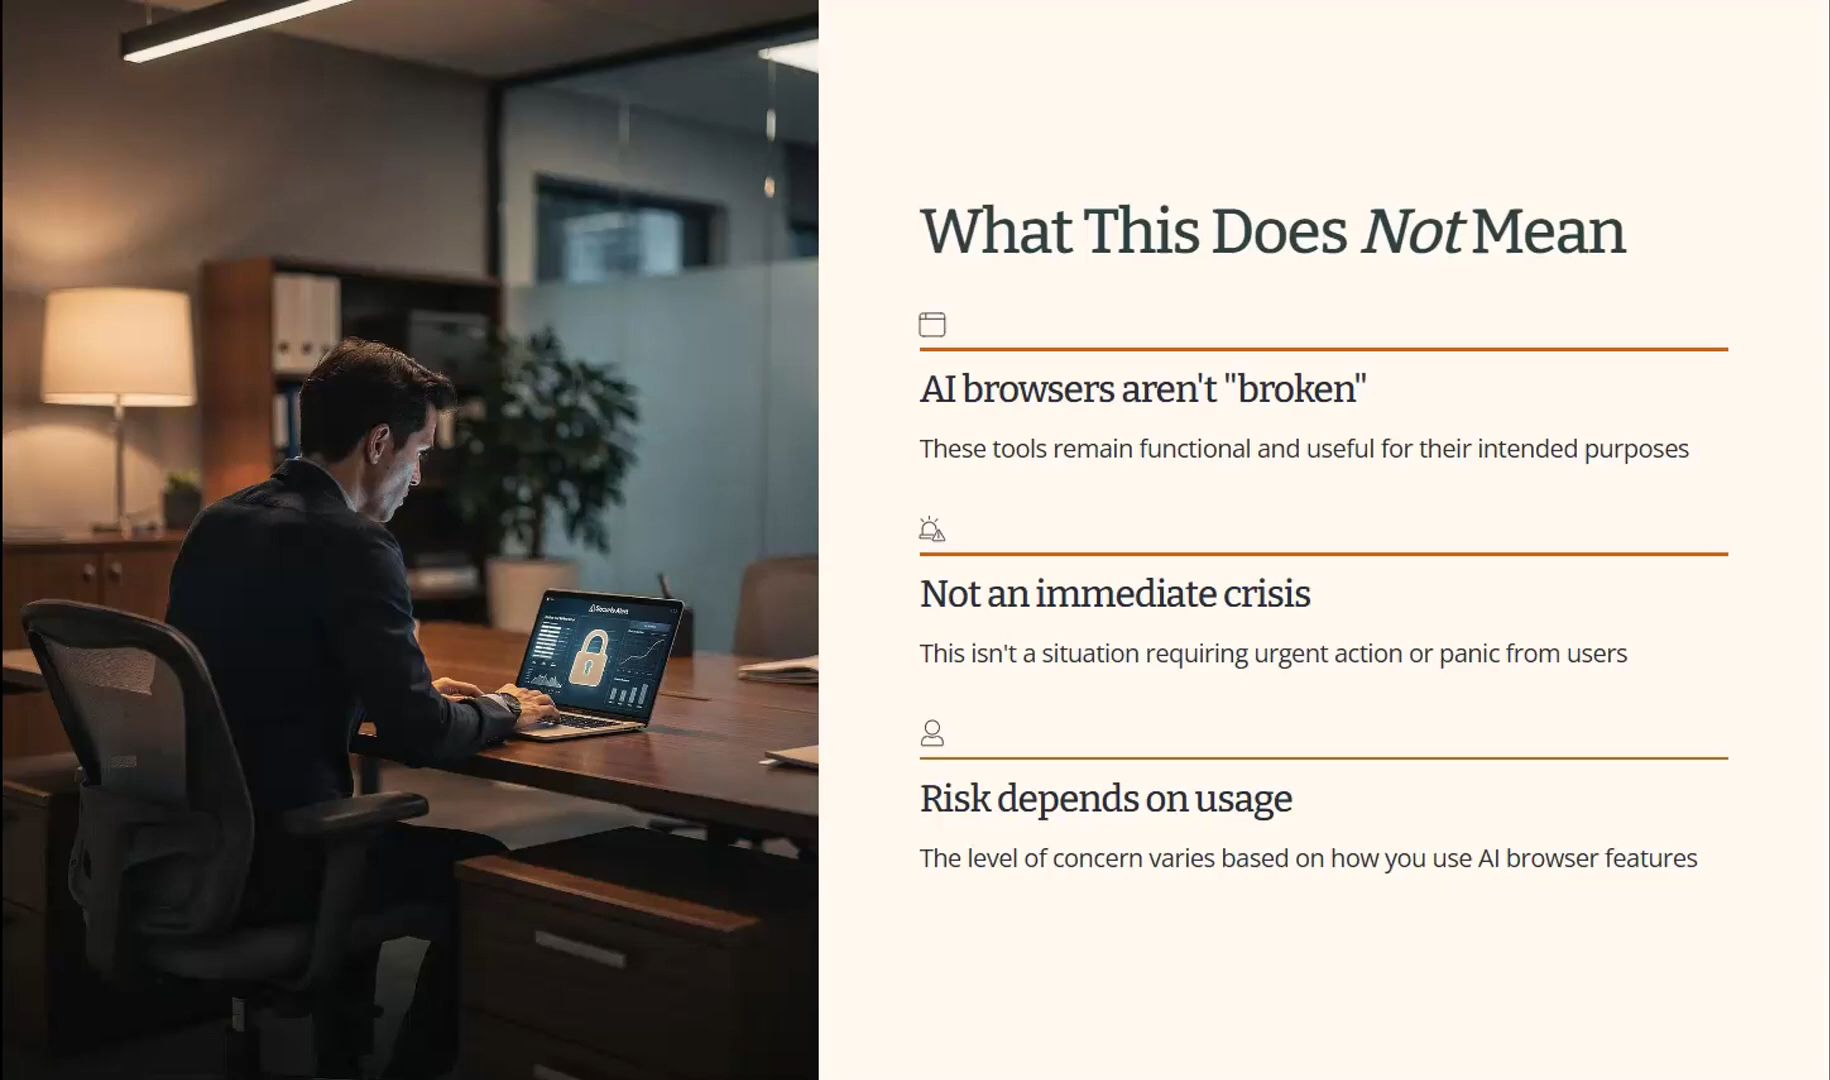 What This Does Not Mean
AI browsers aren't "broken"
These tools remain functional and useful for their intended purposes
Not an immediate crisis
This isn't a situation requiring urgent action or panic from users
Risk depends on usage
The level of concern varies based on how you use AI browser features
Security Alert